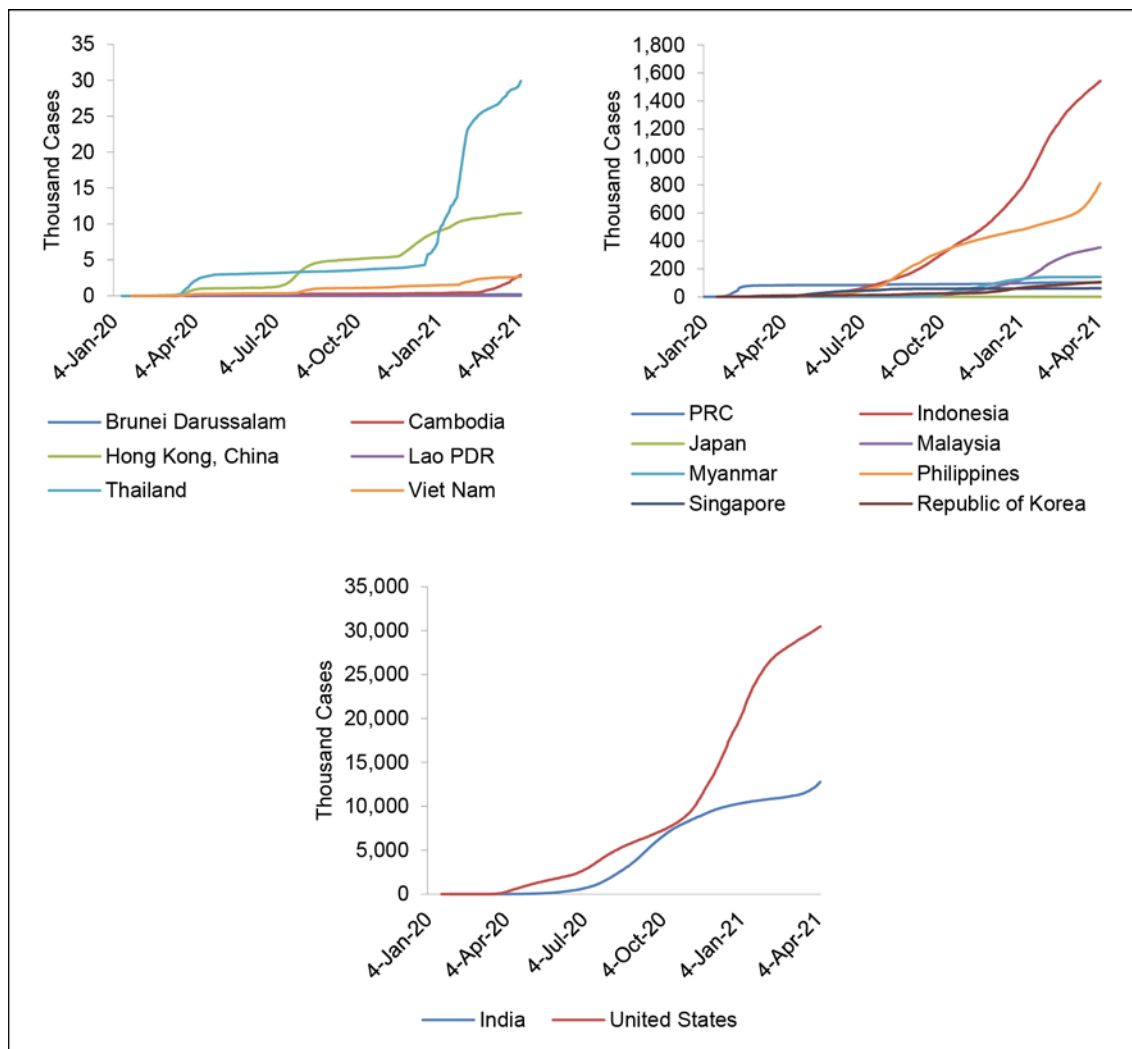 Thousand Cases
35
30
25
20
15
10
5
0
4-Jan-20
4-Apr-20
4-Jul-20
4-Oct-20
4-Jan-21
4-Apr-21
Brunei Darussalam
Cambodia
Hong Kong, China
Lao PDR
Thailand
Viet Nam
Thousand Cases
1,800
1,600
1,400
1,200
1,000
800
600
400
200
0
4-Jan-20
4-Apr-20
4-Jul-20
4-Oct-20
4-Jan-21
4-Apr-21
PRC
Indonesia
Japan
Malaysia
Myanmar
Philippines
Singapore
Republic of Korea
Thousand Cases
35,000
30,000
25,000
20,000
15,000
10,000
5,000
0
4-Jan-20
4-Apr-20
4-Jul-20
4-Oct-20
4-Jan-21
4-Apr-21
India
United States